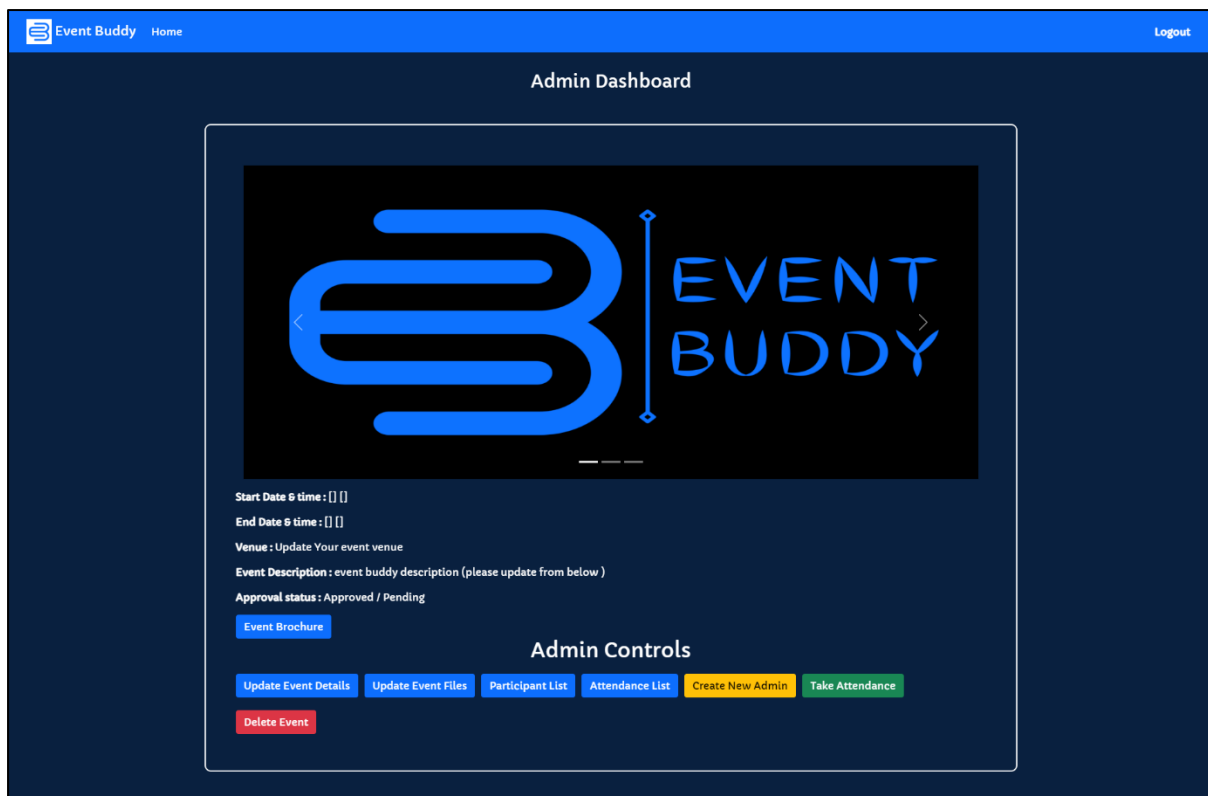 Event Buddy Home Logout
Admin Dashboard
EVENT
BUDDY
Start Date & time : [] []
End Date & time : [] []
Venue : Update Your event venue
Event Description : event buddy description (please update from below )
Approval status : Approved / Pending
Event Brochure
Admin Controls
Update Event Details Update Event Files Participant List Attendance List Create New Admin Take Attendance
Delete Event